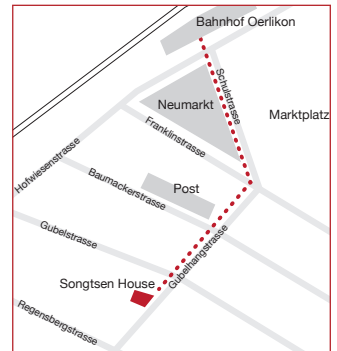 Bahnhof Oerlikon
Schulstrasse
Neumarkt
Marktplatz
Franklinstrasse
Hofwiesenstrasse
Baumackerstrasse
Post
Gubelstrasse
Gubelhangstrasse
Songtsen House
Regensbergstrasse